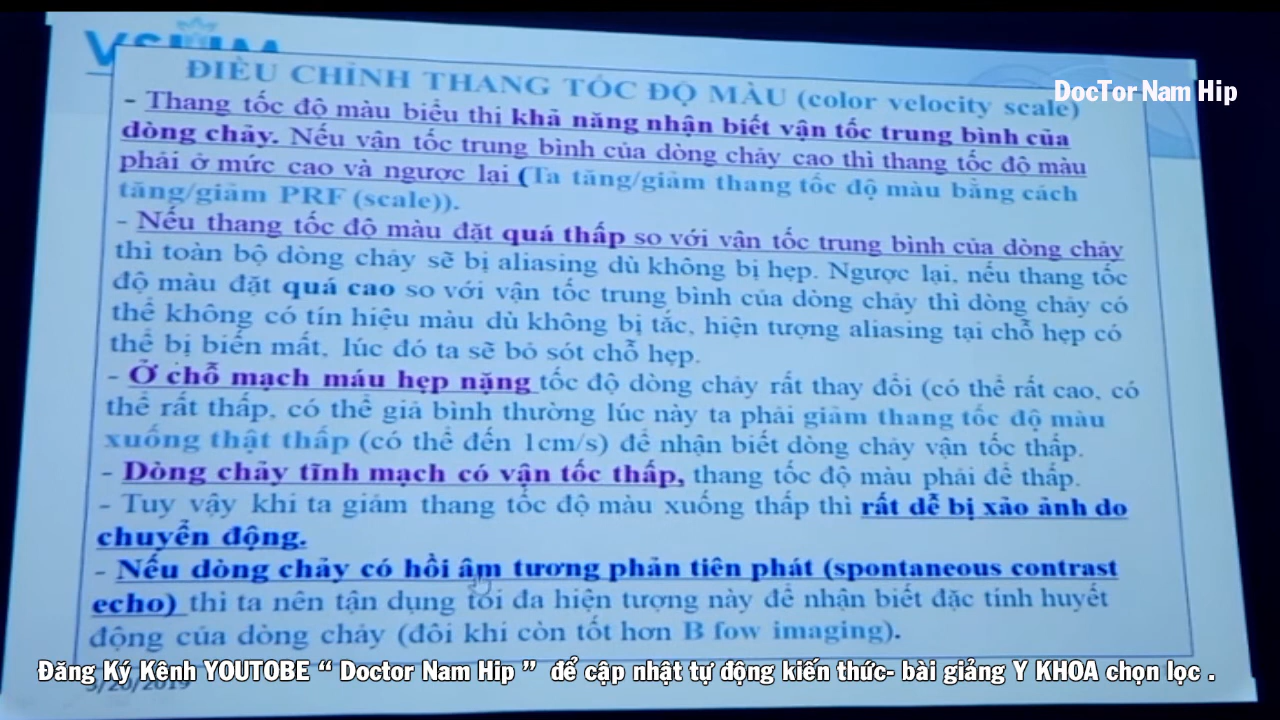 ĐIỀU CHỈNH THANG TỐC ĐỘ MÀU (color velocity scale)
DocTor Nam Hip
- Thang tốc độ màu biểu thị khả năng nhận biết vận tốc trung bình của
dòng chảy. Nếu vận tốc trung bình của dòng chảy cao thì thang tốc độ màu
phải ở mức cao và ngược lại (Ta tăng/giảm thang tốc độ màu bằng cách
tăng/giảm PRF (scale)).
- Nếu thang tốc độ màu đặt quá thấp so với vận tốc trung bình của dòng chảy
thì toàn bộ dòng chảy sẽ bị aliasing dù không bị hẹp. Ngược lại, nếu thang tốc
độ màu đặt quá cao so với vận tốc trung bình của dòng chảy thì dòng chảy có
thể không có tín hiệu màu dù không bị tắc, hiện tượng aliasing tại chỗ hẹp có
thể bị biến mất, lúc đó ta sẽ bỏ sót chỗ hẹp.
- Ở chỗ mạch máu hẹp nặng tốc độ dòng chảy rất thay đổi (có thể rất cao, có
thể rất thấp, có thể giả bình thường lúc này ta phải giảm thang tốc độ màu
xuống thật thấp (có thể đến 1cm/s) để nhận biết dòng chảy vận tốc thấp.
- Dòng chảy tĩnh mạch có vận tốc thấp, thang tốc độ màu phải để thấp.
- Tuy vậy khi ta giảm thang tốc độ màu xuống thấp thì rất dễ bị xảo ảnh do
chuyển động.
- Nếu dòng chảy có hồi âm tương phản tiên phát (spontaneous contrast
echo) thì ta nên tận dụng tối đa hiện tượng này để nhận biết đặc tính huyết
động của dòng chảy (đôi khi còn tốt hơn B fow imaging).
Đăng Ký Kênh YOUTOBE “ Doctor Nam Hip ” để cập nhật tự động kiến thức- bài giảng Y KHOA chọn lọc .